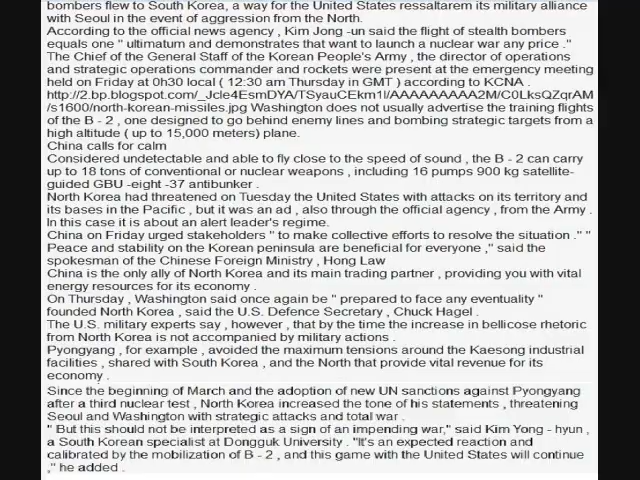 bombers flew to South Korea, a way for the United States ressaltarem its military alliance
with Seoul in the event of aggression from the North.
According to the official news agency , Kim Jong -un said the flight of stealth bombers
equals one " ultimatum and demonstrates that want to launch a nuclear war any price ."
The Chief of the General Staff of the Korean People's Army , the director of operations
and strategic operations commander and rockets were present at the emergency meeting
held on Friday at 0h30 local ( 12:30 am Thursday in GMT ) according to KCNA .
http://2.bp.blogspot.com/_Jcle4EsmDYA/TSyauCEkm1I/AAAAAAAAA2M/C0LksQZqrAM
/s1600/north-korean-missiles.jpg Washington does not usually advertise the training flights
of the B - 2 , one designed to go behind enemy lines and bombing strategic targets from a
high altitude ( up to 15,000 meters) plane.
China calls for calm
Considered undetectable and able to fly close to the speed of sound , the B - 2 can carry
up to 18 tons of conventional or nuclear weapons , including 16 pumps 900 kg satellite-
guided GBU -eight -37 antibunker .
North Korea had threatened on Tuesday the United States with attacks on its territory and
its bases in the Pacific , but it was an ad , also through the official agency , from the Army .
In this case it is about an alert leader's regime.
China on Friday urged stakeholders " to make collective efforts to resolve the situation ." "
Peace and stability on the Korean peninsula are beneficial for everyone ," said the
spokesman of the Chinese Foreign Ministry , Hong Law
China is the only ally of North Korea and its main trading partner , providing you with vital
energy resources for its economy .
On Thursday , Washington said once again be " prepared to face any eventuality "
founded North Korea , said the U.S. Defence Secretary , Chuck Hagel .
The U.S. military experts say , however , that by the time the increase in bellicose rhetoric
from North Korea is not accompanied by military actions .
Pyongyang , for example , avoided the maximum tensions around the Kaesong industrial
facilities , shared with South Korea , and the North that provide vital revenue for its
economy .
Since the beginning of March and the adoption of new UN sanctions against Pyongyang
after a third nuclear test , North Korea increased the tone of his statements , threatening
Seoul and Washington with strategic attacks and total war .
" But this should not be interpreted as a sign of an impending war," said Kim Yong - hyun ,
a South Korean specialist at Dongguk University . "It's an expected reaction and
calibrated by the mobilization of B - 2 , and this game with the United States will continue
," he added .